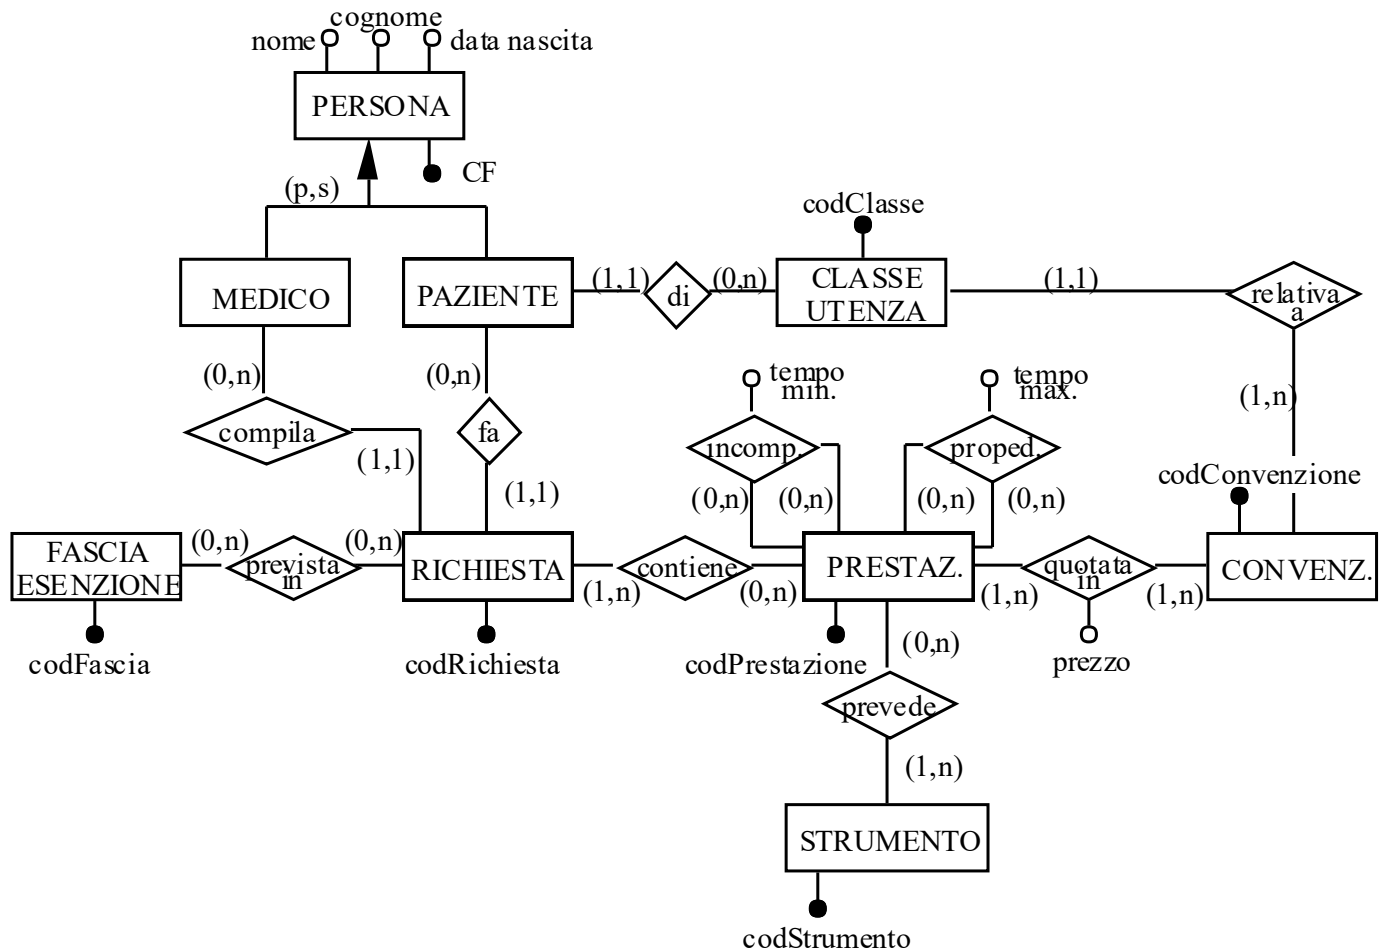 cognome
nome
data nascita
PERSONA
CF
(p,s)
codClasse
MEDICO
PAZIENTE
(1,1)
di
(0,n)
CLASSE
UTENZA
(1,1)
relativa
a
(0,n)
(0,n)
tempo
min.
tempo
max.
(1,n)
compila
fa
incomp.
proped.
(1,1)
(1,1)
(0,n)
(0,n)
(0,n)
(0,n)
codConvenzione
FASCIA
ESENZIONE
(0,n)
prevista
in
(0,n)
RICHIESTA
(1,n)
contiene
(0,n)
PRESTAZ.
(1,n)
quotata
in
(1,n)
CONVENZ.
codFascia
codRichiesta
codPrestazione
(0,n)
prezzo
prevede
(1,n)
STRUMENTO
codStrumento